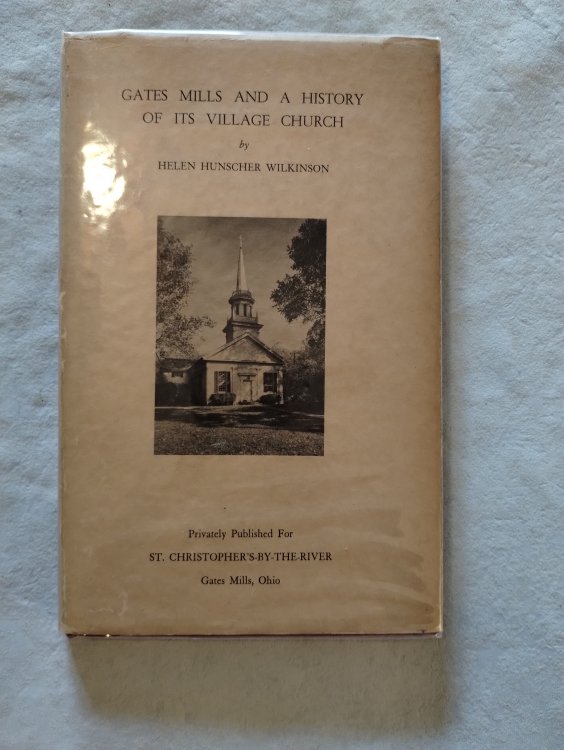 GATES MILLS AND A HISTORY
OF ITS VILLAGE CHURCH
by
HELEN HUNSCHER WILKINSON
Privately Published For
ST. CHRISTOPHER'S-BY-THE-RIVER
Gates Mills, Ohio